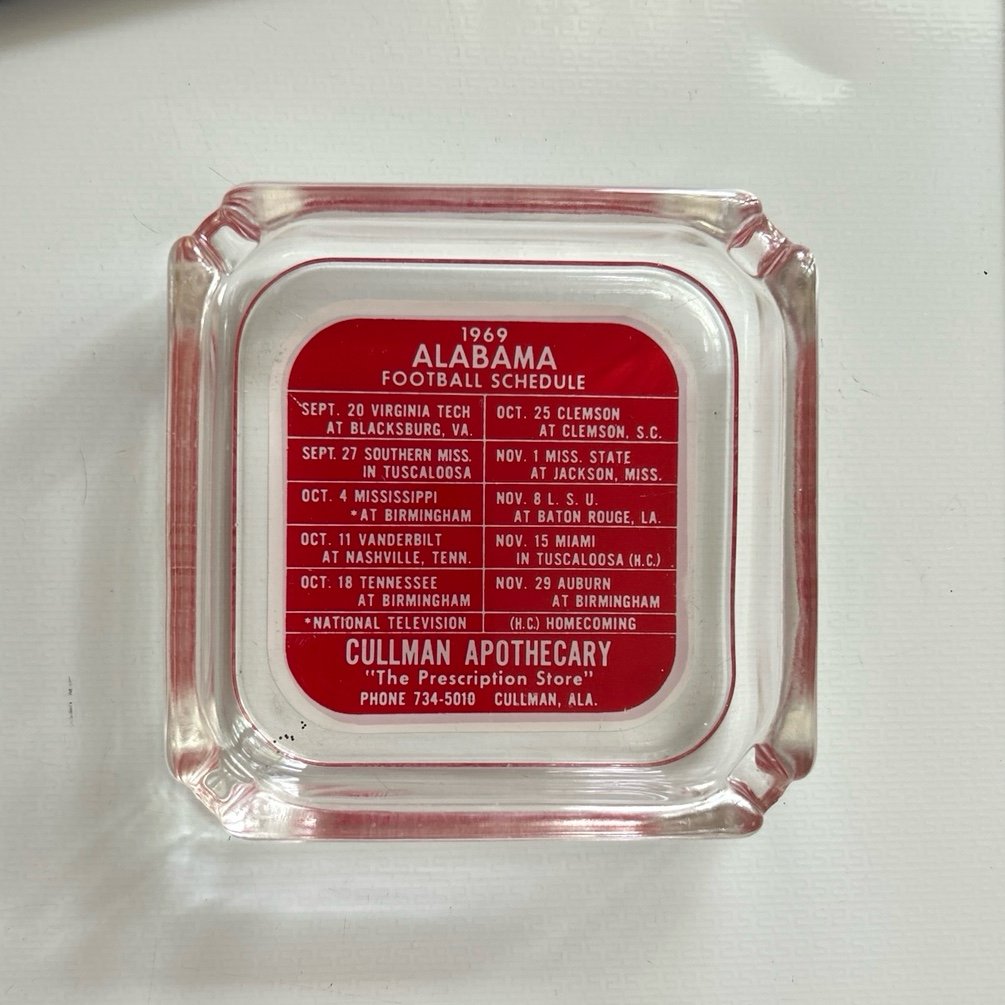 1969
ALABAMA
FOOTBALL SCHEDULE
SEPT. 20 VIRGINIA TECH
AT BLACKSBURG, VA.
SEPT. 27 SOUTHERN MISS.
IN TUSCALOOSA
OCT. 4 MISSISSIPPI
*AT BIRMINGHAM
OCT. 11 VANDERBILT
AT NASHVILLE, TENN.
OCT. 18 TENNESSEE
AT BIRMINGHAM
*NATIONAL TELEVISION
OCT. 25 CLEMSON
AT CLEMSON, S.C.
NOV. 1 MISS. STATE
AT JACKSON, MISS.
NOV. 8 L. S. U.
AT BATON ROUGE, LA.
NOV. 15 MIAMI
IN TUSCALOOSA (H.C.)
NOV. 29 AUBURN
AT BIRMINGHAM
(H.C.) HOMECOMING
CULLMAN APOTHECARY
"The Prescription Store"
PHONE 734-5010 CULLMAN, ALA.